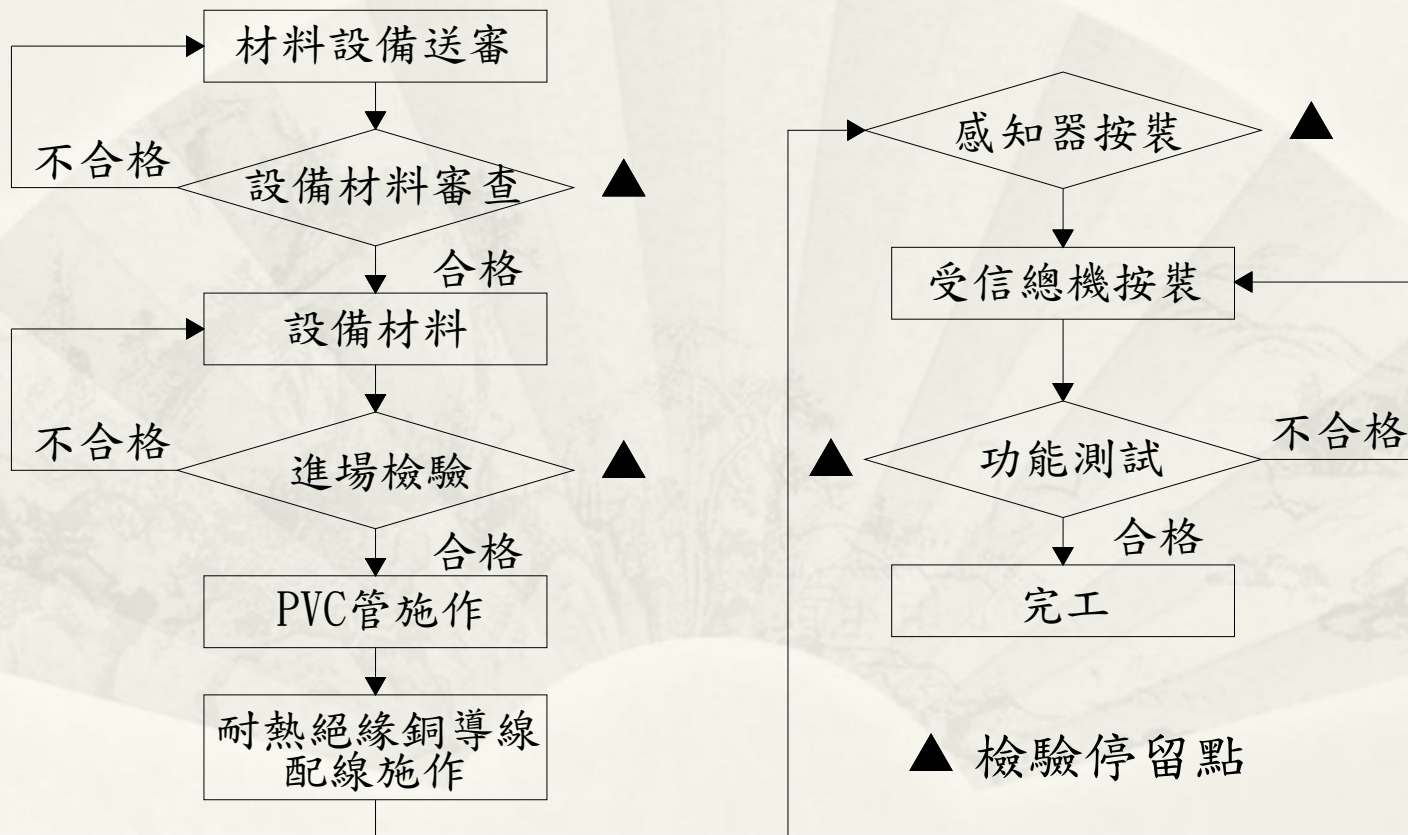 材料設備送審
不合格
設備材料審查
▲
合格
設備材料
不合格
進場檢驗
▲
合格
PVC管施作
耐熱絕緣銅導線
配線施作
感知器按裝
▲
受信總機按裝
不合格
▲
功能測試
合格
完工
▲ 檢驗停留點